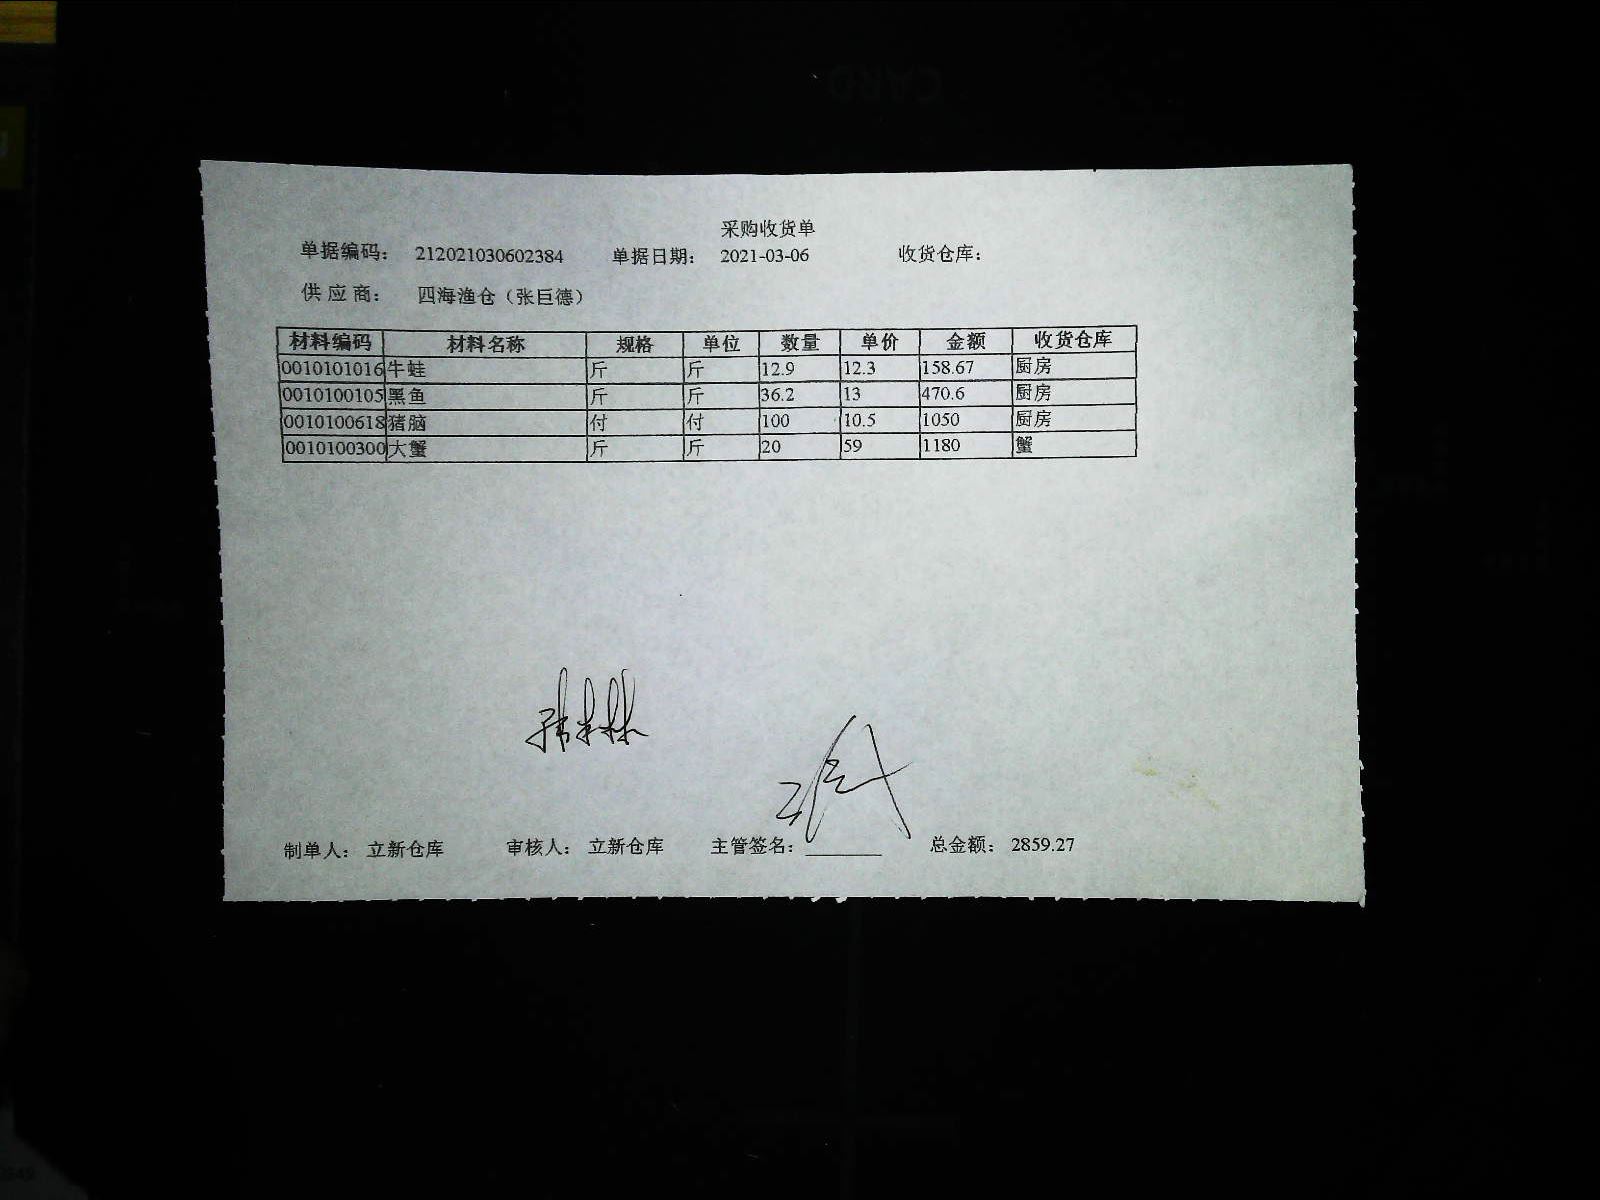 采购收货单
单据编码: 212021030602384 单据日期: 2021-03-06 收货仓库:
供应商: 四海渔仓（张巨德）
材料编码 材料名称 规格 单位 数量 单价 金额 收货仓库
0010101016 牛蛙 斤 斤 12.9 12.3 158.67 厨房
0010100105 黑鱼 斤 斤 36.2 13 470.6 厨房
0010100618 猪脑 付 付 100 10.5 1050 厨房
0010100300 大蟹 斤 斤 20 59 1180 蟹
制单人: 立新仓库 审核人: 立新仓库 主管签名: 总金额: 2859.27